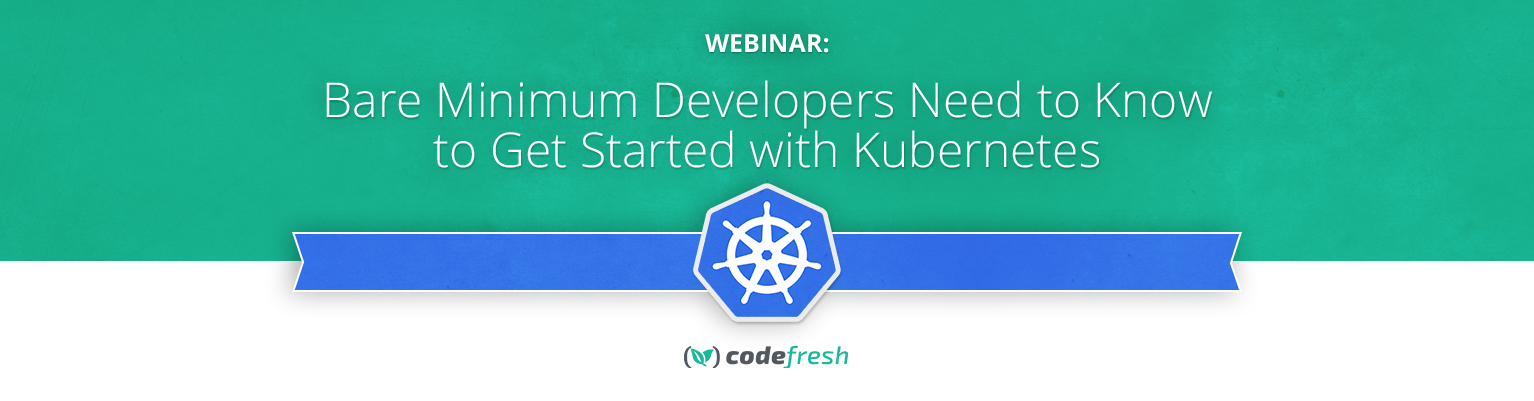 WEBINAR:
Bare Minimum Developers Need to Know
to Get Started with Kubernetes
codefresh